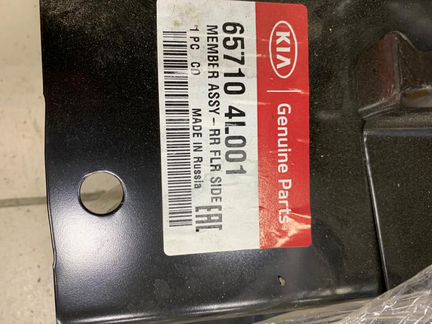 KIA
Genuine Parts
65710 4L001
MEMBER ASSY-RR FLR SIDE
1 PC CO
MADE IN Russia
EAC